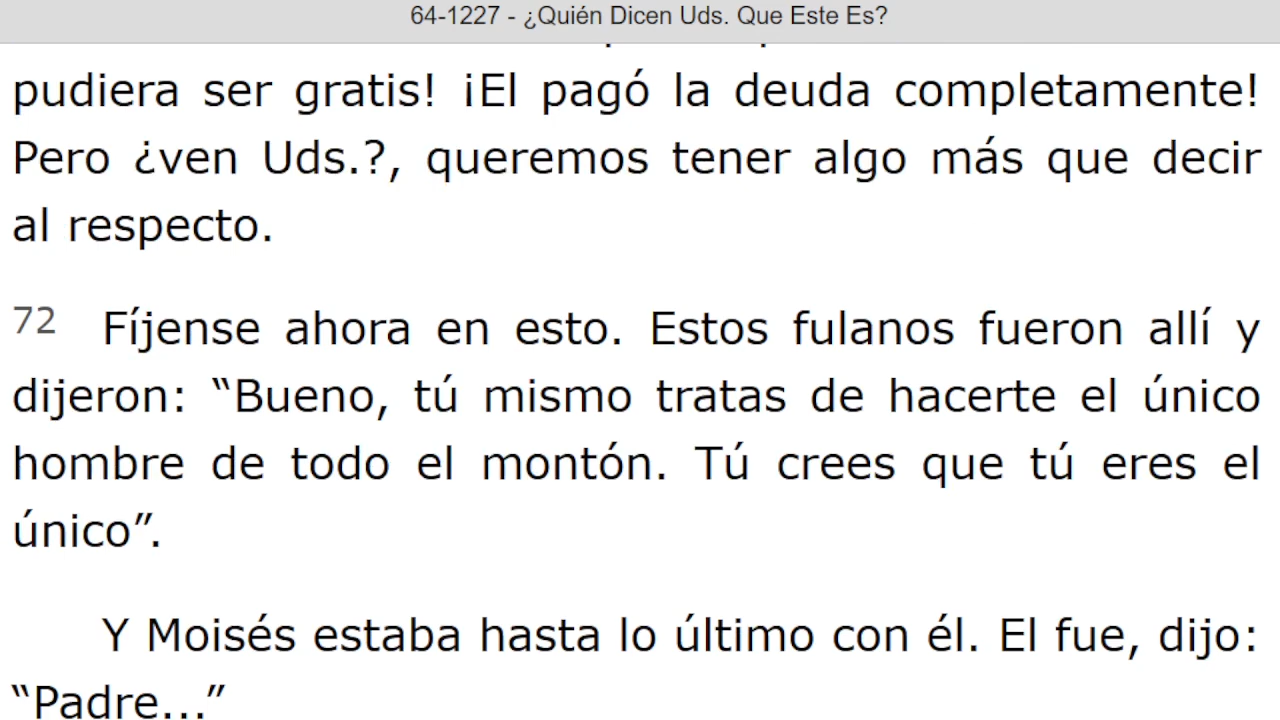 64-1227 - ¿Quién Dicen Uds. Que Este Es?
pudiera ser gratis! ¡El pagó la deuda completamente!
Pero ¿ven Uds.?, queremos tener algo más que decir
al respecto.
72 Fíjense ahora en esto. Estos fulanos fueron allí y
dijeron: “Bueno, tú mismo tratas de hacerte el único
hombre de todo el montón. Tú crees que tú eres el
único”.
Y Moisés estaba hasta lo último con él. El fue, dijo:
“Padre...”